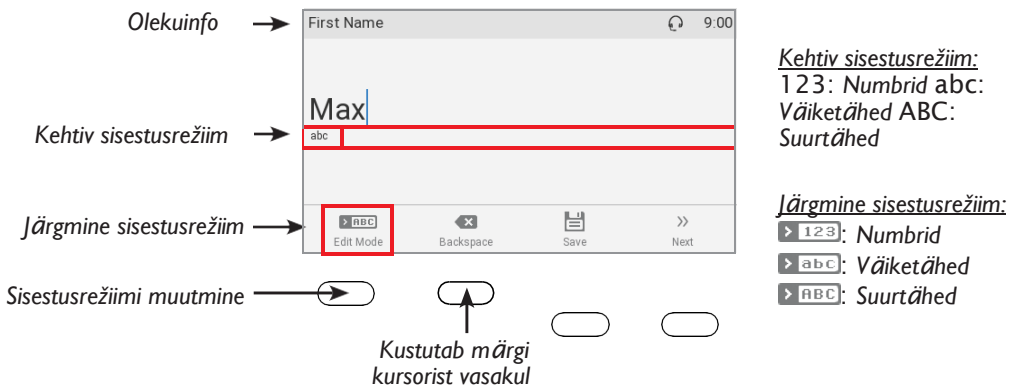 Olekuinfo
First Name 9:00
Kehtiv sisestusrežiim:
123: Numbrid abc:
Väiketähed ABC:
Suurtähed
Max
Kehtiv sisestusrežiim
abc
Järgmine sisestusrežiim
ABC
Edit Mode Backspace Save Next
Järgmine sisestusrežiim:
123: Numbrid
abc: Väiketähed
ABC: Suurtähed
Sisestusrežiimi muutmine
Kustutab märgi
kursorist vasakul